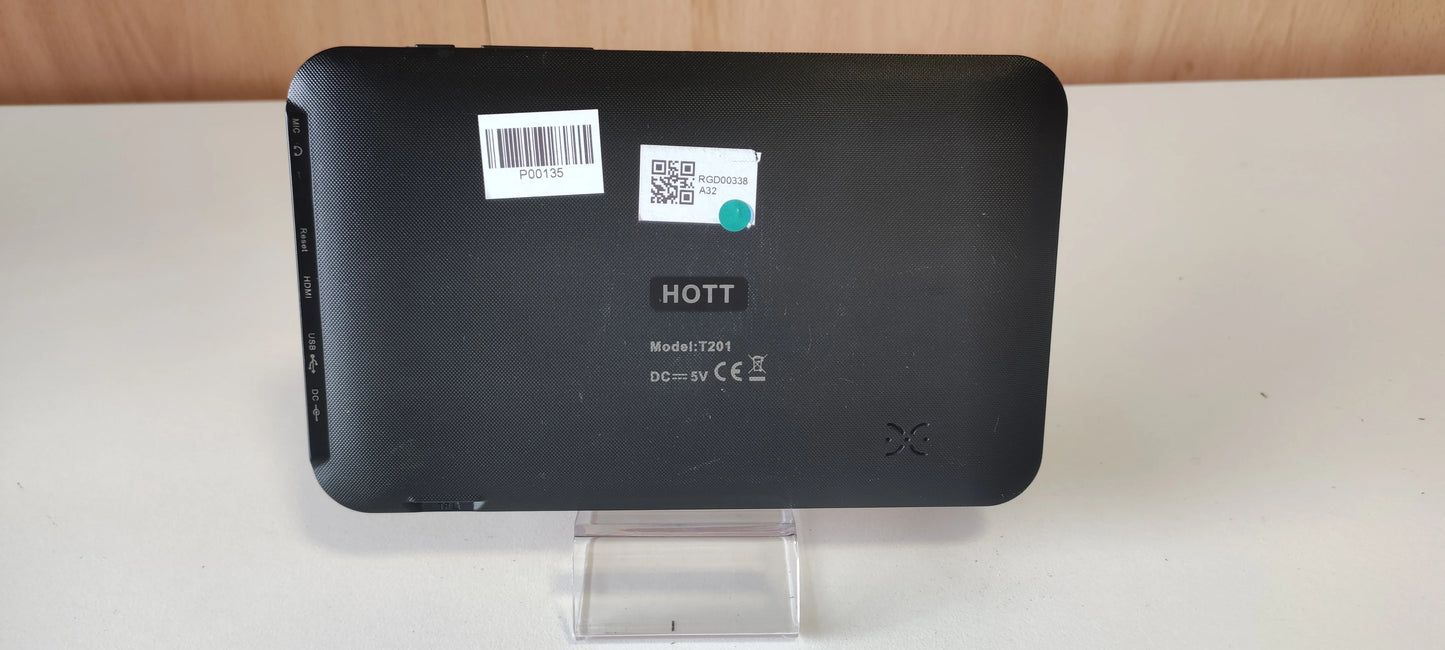 MIC
Reset
HDMI
USB
DC
P00135
RGD00338
A32
HOTT
Model:T201
DC 5V CE